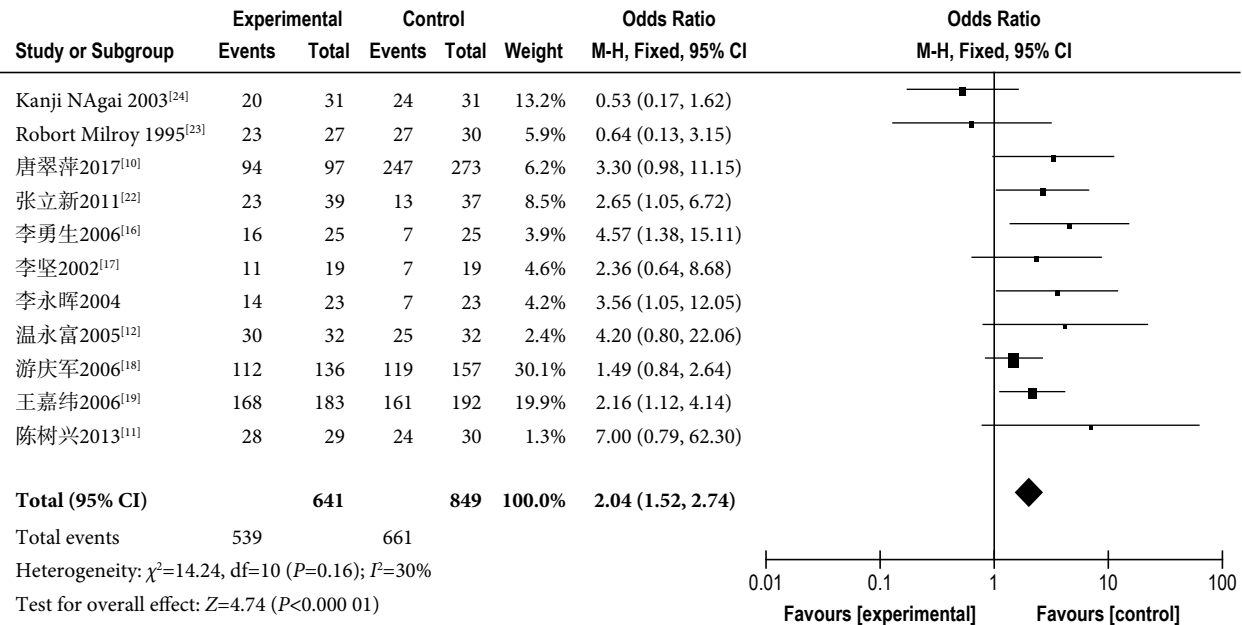 Experimental Control Odds Ratio Odds Ratio
Study or Subgroup Events Total Events Total Weight M-H, Fixed, 95% CI M-H, Fixed, 95% CI
Kanji NAgai 2003[24] 20 31 24 31 13.2% 0.53 (0.17, 1.62)
Robort Milroy 1995[23] 23 27 27 30 5.9% 0.64 (0.13, 3.15)
唐翠萍2017[10] 94 97 247 273 6.2% 3.30 (0.98, 11.15)
张立新2011[22] 23 39 13 37 8.5% 2.65 (1.05, 6.72)
李勇生2006[16] 16 25 7 25 3.9% 4.57 (1.38, 15.11)
李坚2002[17] 11 19 7 19 4.6% 2.36 (0.64, 8.68)
李永晖2004 14 23 7 23 4.2% 3.56 (1.05, 12.05)
温永富2005[12] 30 32 25 32 2.4% 4.20 (0.80, 22.06)
游庆军2006[18] 112 136 119 157 30.1% 1.49 (0.84, 2.64)
王嘉纬2006[19] 168 183 161 192 19.9% 2.16 (1.12, 4.14)
陈树兴2013[11] 28 29 24 30 1.3% 7.00 (0.79, 62.30)
Total (95% CI) 641 849 100.0% 2.04 (1.52, 2.74)
Total events 539 661
Heterogeneity: χ²=14.24, df=10 (P=0.16); I²=30%
Test for overall effect: Z=4.74 (P<0.000 01)
0.01 0.1 1 10 100
Favours [experimental] Favours [control]